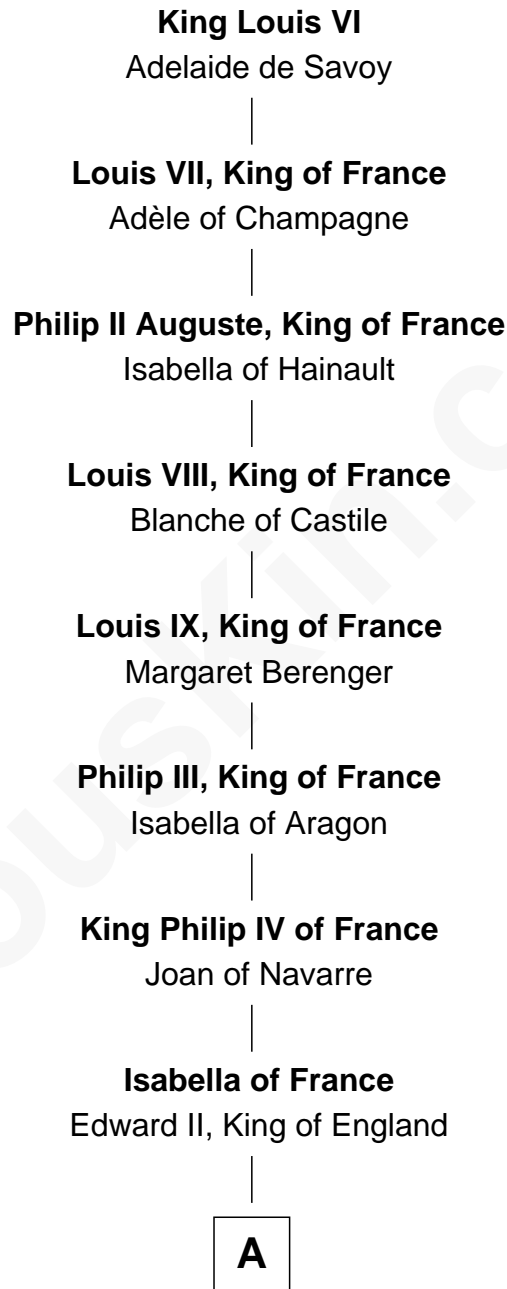 King Louis VI
Adelaide de Savoy
Louis VII, King of France
Adèle of Champagne
Philip II Auguste, King of France
Isabella of Hainault
Louis VIII, King of France
Blanche of Castile
Louis IX, King of France
Margaret Berenger
Philip III, King of France
Isabella of Aragon
King Philip IV of France
Joan of Navarre
Isabella of France
Edward II, King of England
A